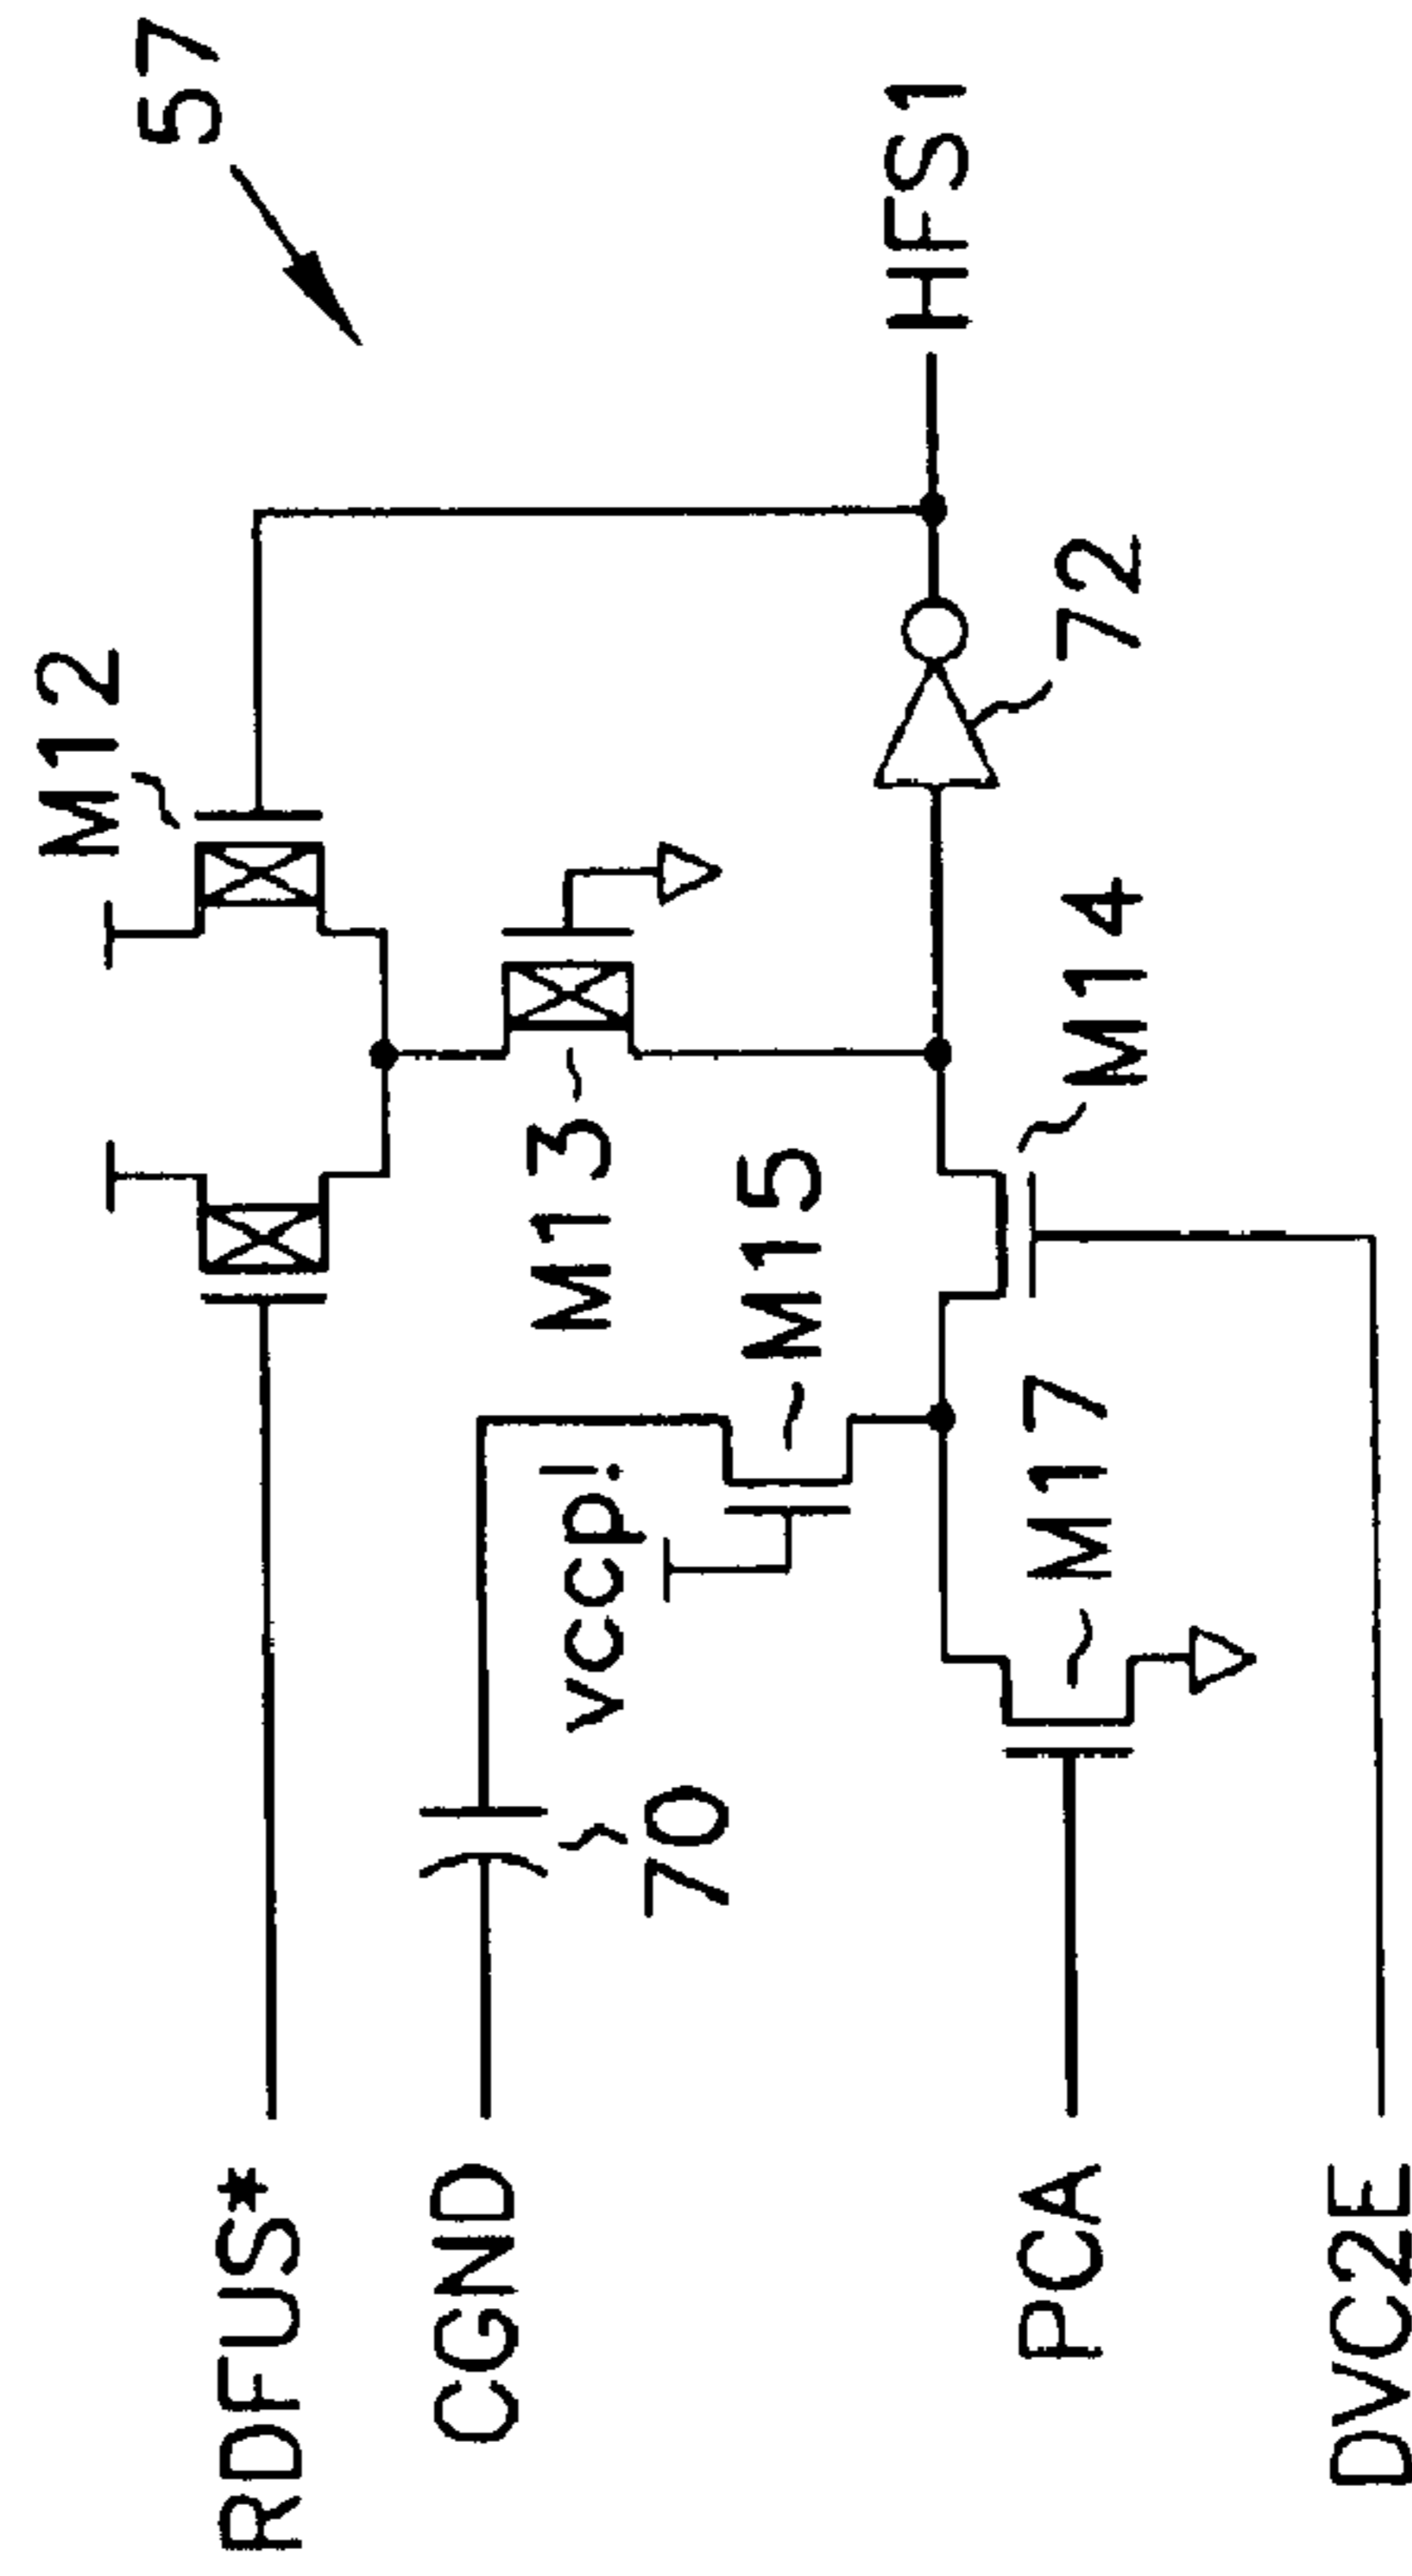 57
M12
HFS1
RDFUS*
M13
72
CGND
vccp!
M15
70
M14
M17
PCA
DVC2E